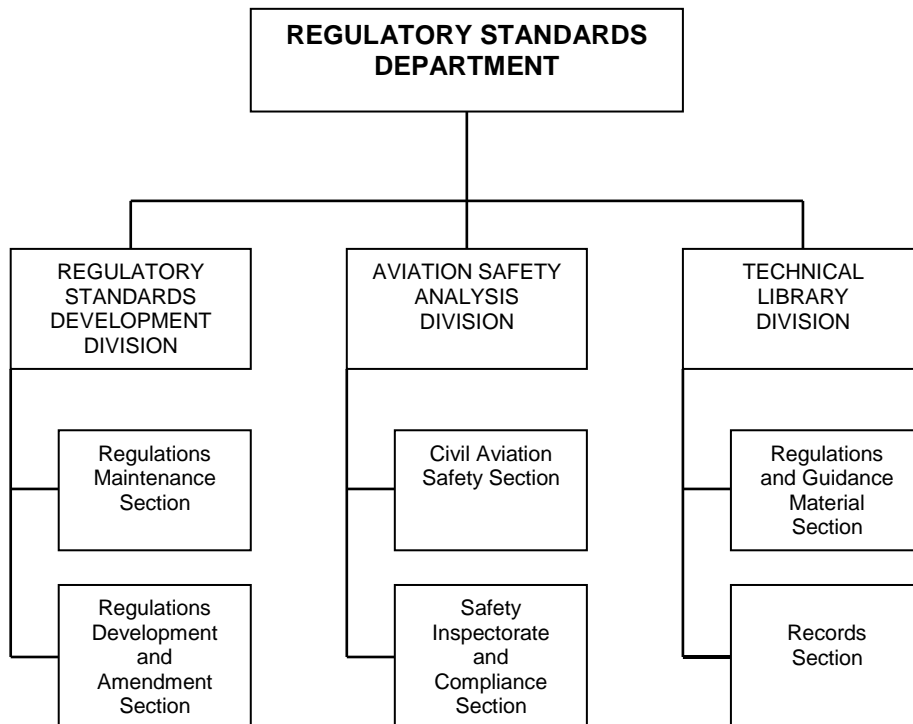 REGULATORY STANDARDS
DEPARTMENT
REGULATORY
STANDARDS
DEVELOPMENT
DIVISION
AVIATION SAFETY
ANALYSIS
DIVISION
TECHNICAL
LIBRARY
DIVISION
Regulations
Maintenance
Section
Civil Aviation
Safety Section
Regulations
and Guidance
Material
Section
Regulations
Development
and
Amendment
Section
Safety
Inspectorate
and
Compliance
Section
Records
Section